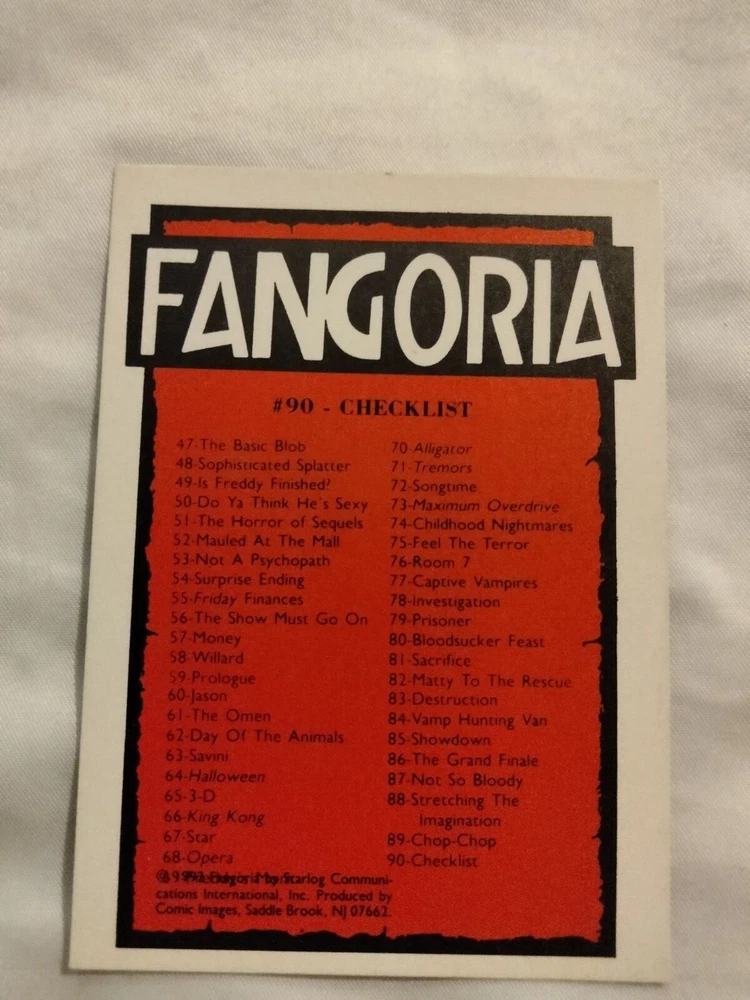 FANGORIA
#90 - CHECKLIST
47-The Basic Blob
48-Sophisticated Splatter
49-Is Freddy Finished?
50-Do Ya Think He's Sexy
51-The Horror of Sequels
52-Mauled At The Mall
53-Not A Psychopath
54-Surprise Ending
55-Friday Finances
56-The Show Must Go On
57-Money
58-Willard
59-Prologue
60-Jason
61-The Omen
62-Day Of The Animals
63-Savini
64-Halloween
65-3-D
66-King Kong
67-Star
68-Opera
Starlog Communi-
cations International, Inc. Produced by
Comic Images, Saddle Brook, NJ 07662.
70-Alligator
71-Tremors
72-Songtime
73-Maximum Overdrive
74-Childhood Nightmares
75-Feel The Terror
76-Room 7
77-Captive Vampires
78-Investigation
79-Prisoner
80-Bloodsucker Feast
81-Sacrifice
82-Matty To The Rescue
83-Destruction
84-Vamp Hunting Van
85-Showdown
86-The Grand Finale
87-Not So Bloody
88-Stretching The
Imagination
89-Chop-Chop
90-Checklist